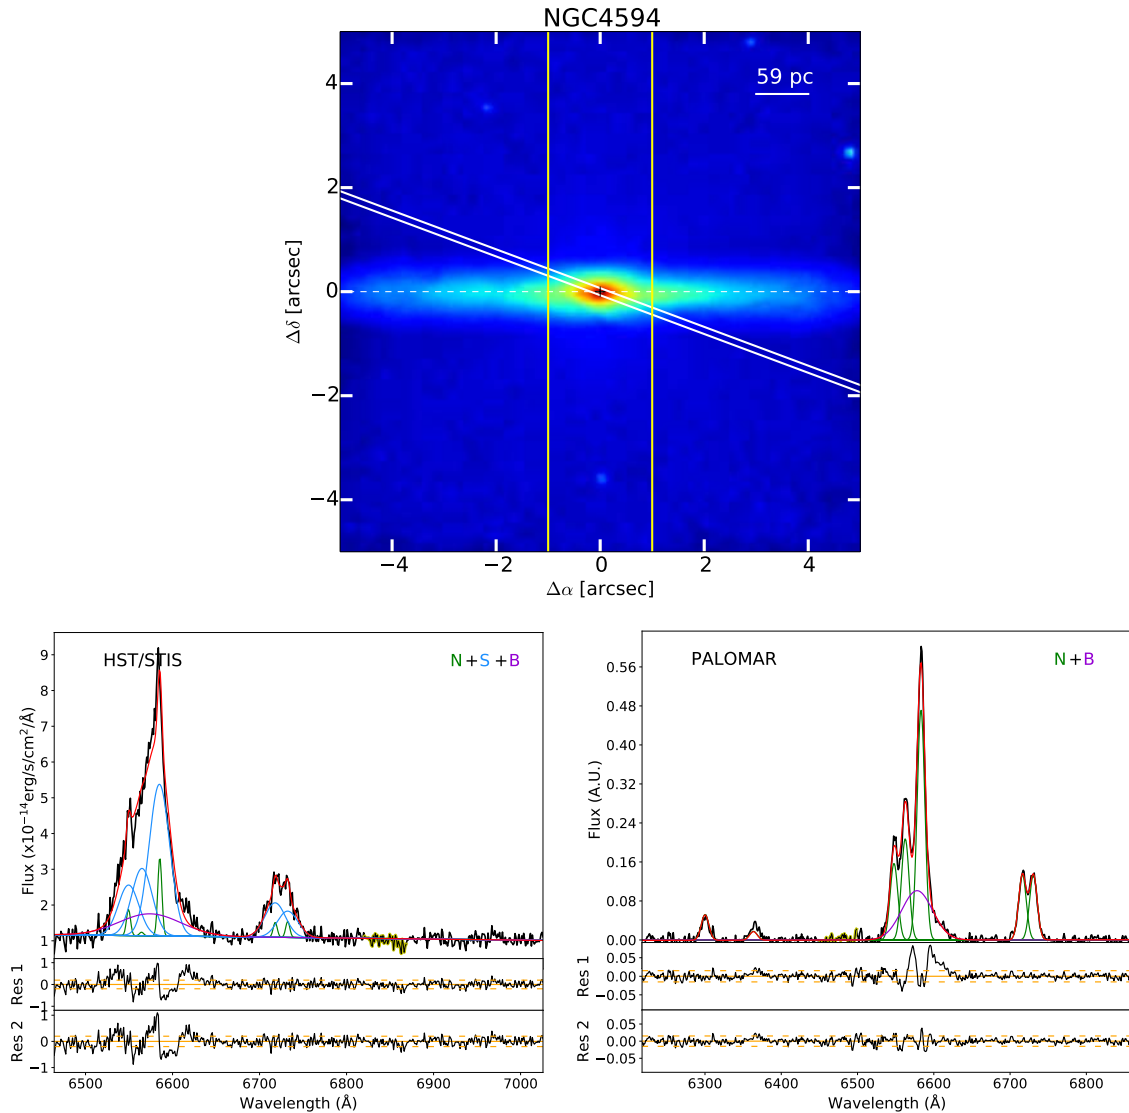 NGC4594
59 pc
4
2
0
−2
−4
Δδ [arcsec]
−4 −2 0 2 4
Δα [arcsec]
HST/STIS
N+S+B
9
8
7
6
5
4
3
2
1
Flux (x10−14erg/s/cm2/Å)
1
0
−1
Res 1
1
0
−1
Res 2
6500 6600 6700 6800 6900 7000
Wavelength (Å)
PALOMAR
N+B
0.56
0.48
0.40
0.32
0.24
0.16
0.08
0.00
Flux (A.U.)
0.05
0.00
−0.05
Res 1
0.05
0.00
−0.05
Res 2
6300 6400 6500 6600 6700 6800
Wavelength (Å)